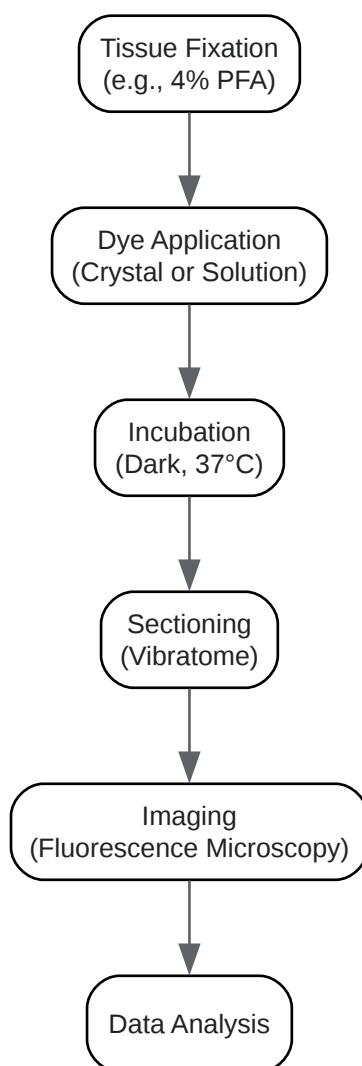 Tissue Fixation
(e.g., 4% PFA)
Dye Application
(Crystal or Solution)
Incubation
(Dark, 37°C)
Sectioning
(Vibratome)
Imaging
(Fluorescence Microscopy)
Data Analysis